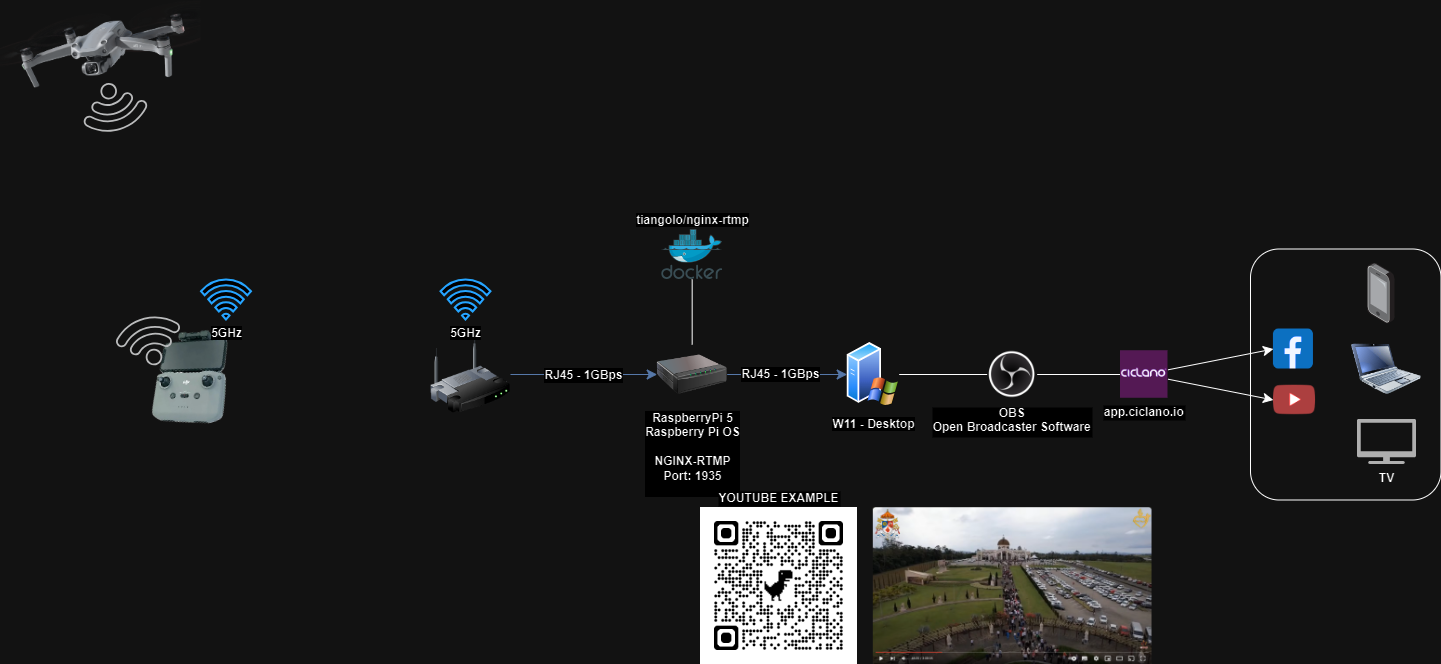 tiangolo/nginx-rtmp
docker
5GHz
5GHz
RJ45 - 1GBps
RJ45 - 1GBps
ciclano
RaspberryPi 5
Raspberry Pi OS
NGINX-RTMP
Port: 1935
W11 - Desktop
OBS
Open Broadcaster Software
app.ciclano.io
TV
YOUTUBE EXAMPLE